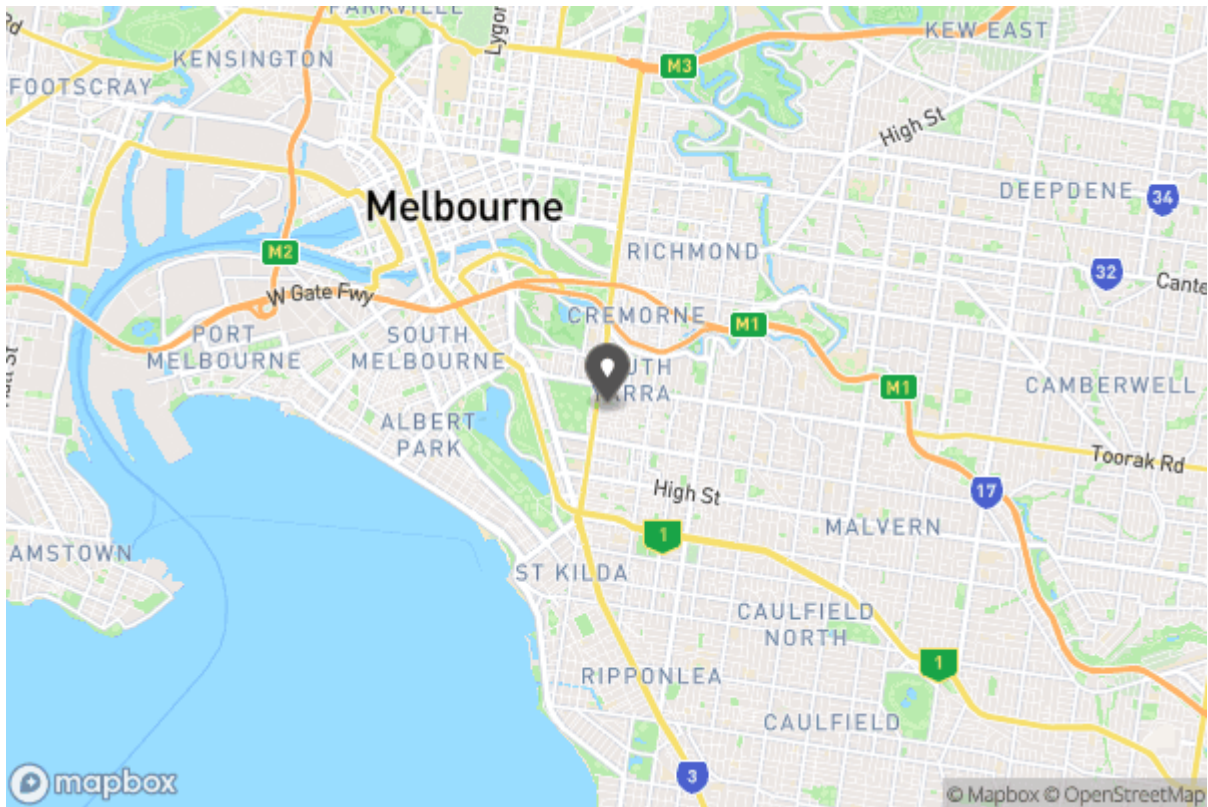 PARKVILLE
Lygon
KEW EAST
Rd
KENSINGTON
M3
FOOTSCRAY
High St
DEEPDENE
34
Melbourne
RICHMOND
M2
32
W Gate Fwy
CREMORNE
PORT
MELBOURNE
SOUTH
MELBOURNE
M1
CAMBERWELL
M1
ALBERT
PARK
Toorak Rd
High St
17
MALVERN
1
AMSTOWN
ST KILDA
CAULFIELD
NORTH
RIPPONLEA
1
CAULFIELD
3
mapbox
© Mapbox © OpenStreetMap